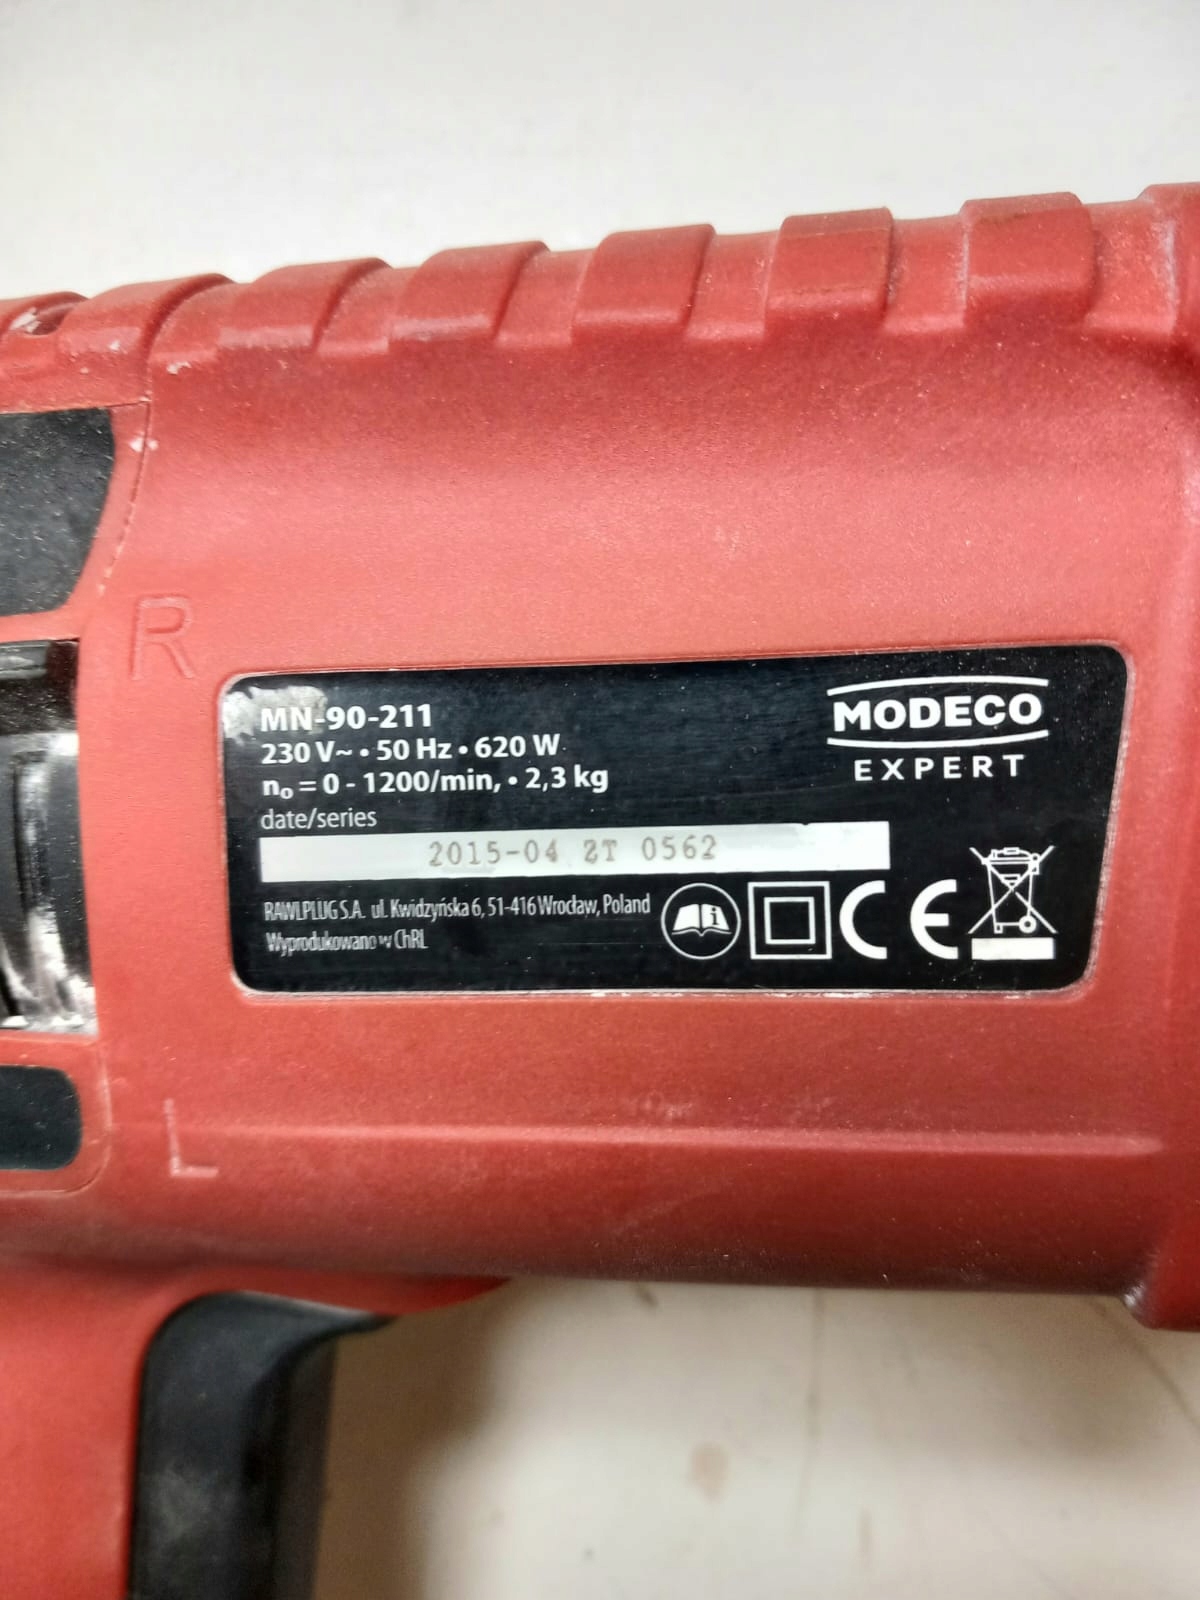 R
MN-90-211
230 V~ • 50 Hz • 620 W
n₀ = 0 - 1200/min, • 2,3 kg
date/series
2015-04 ZT 0562
RAWLPLUG S.A. ul. Kwidzyńska 6, 51-416 Wrocław, Poland
Wyprodukowano w ChRL
MODECO
EXPERT
i
CE
L